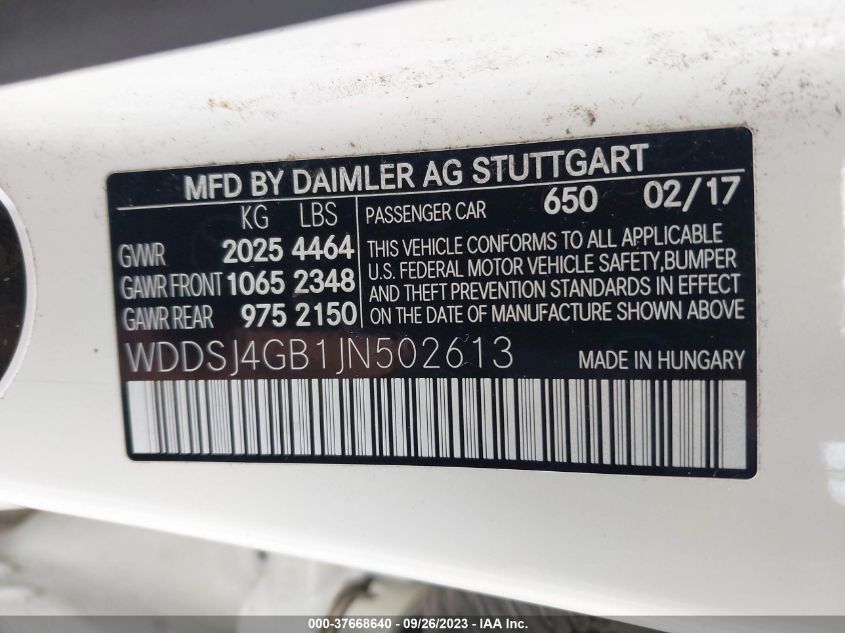 MFD BY DAIMLER AG STUTTGART
KG LBS
GVWR 2025 4464
GAWR FRONT 1065 2348
GAWR REAR 975 2150
PASSENGER CAR 650 02/17
THIS VEHICLE CONFORMS TO ALL APPLICABLE
U.S. FEDERAL MOTOR VEHICLE SAFETY,BUMPER
AND THEFT PREVENTION STANDARDS IN EFFECT
ON THE DATE OF MANUFACTURE SHOWN ABOVE
WDDSJ4GB1JN502613 MADE IN HUNGARY
000-37668640 - 09/26/2023 - IAA Inc.